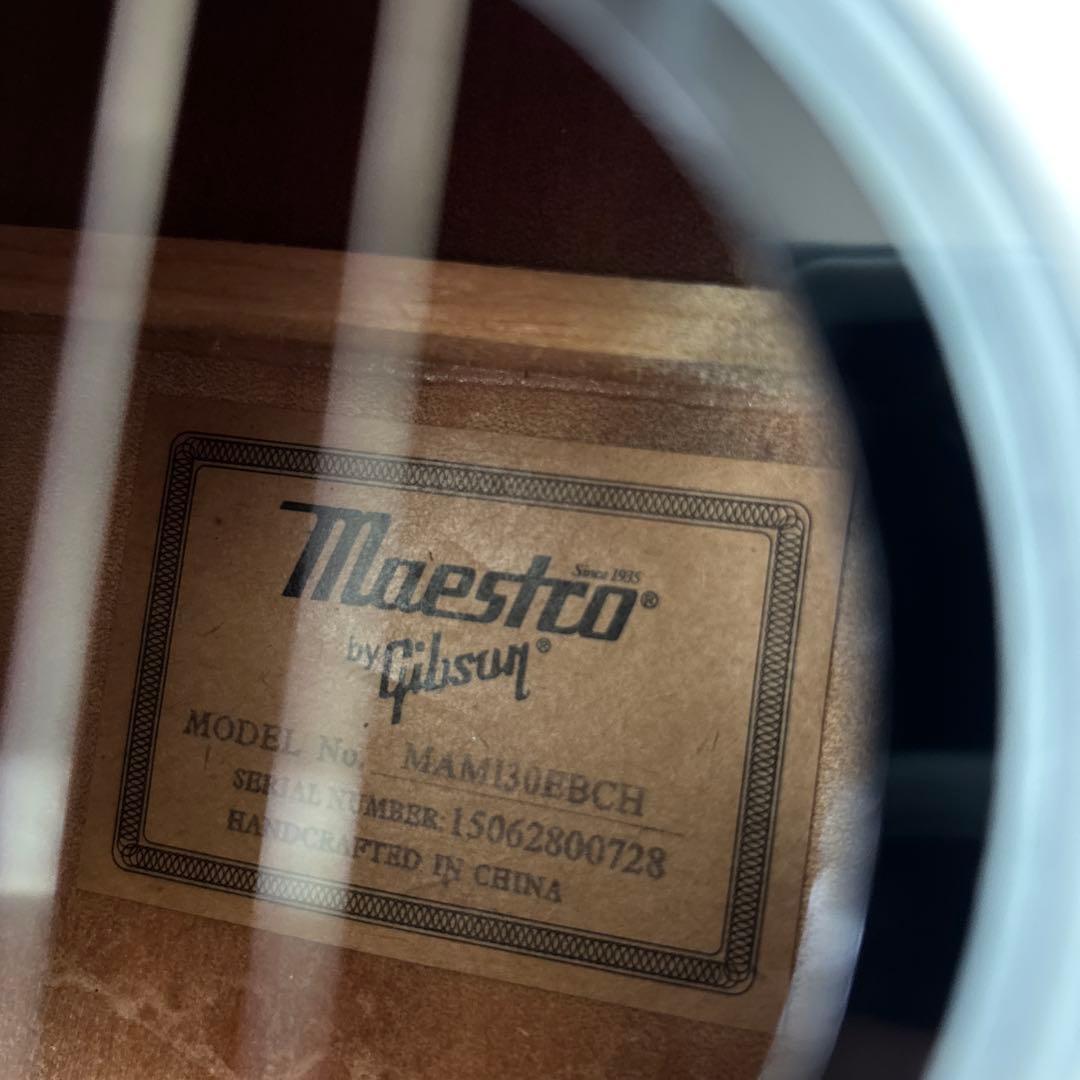 Maestro® Since 1935
by Gibson®
MODEL No. MAM130EBCH
SERIAL NUMBER: 15062800728
HANDCRAFTED IN CHINA